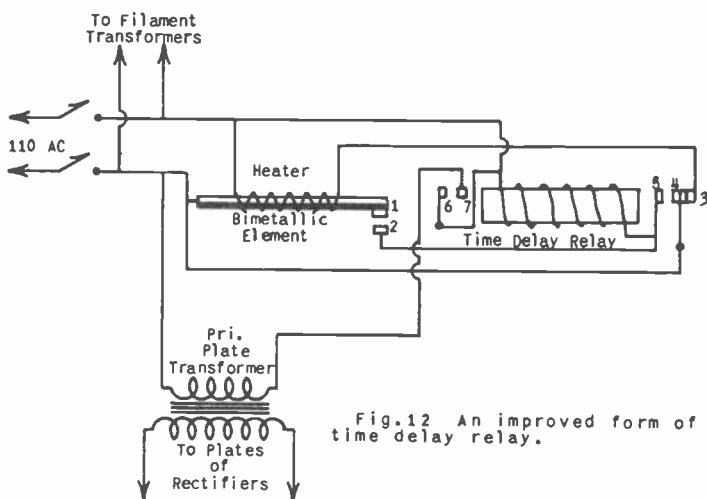 To Filament
Transformers
110 AC
Heater
1
2
Bimetallic
Element
6 7
5 4 3
Time Delay Relay
Pri.
Plate
Transformer
To Plates
of
Rectifiers
Fig.12 An improved form of
time delay relay.